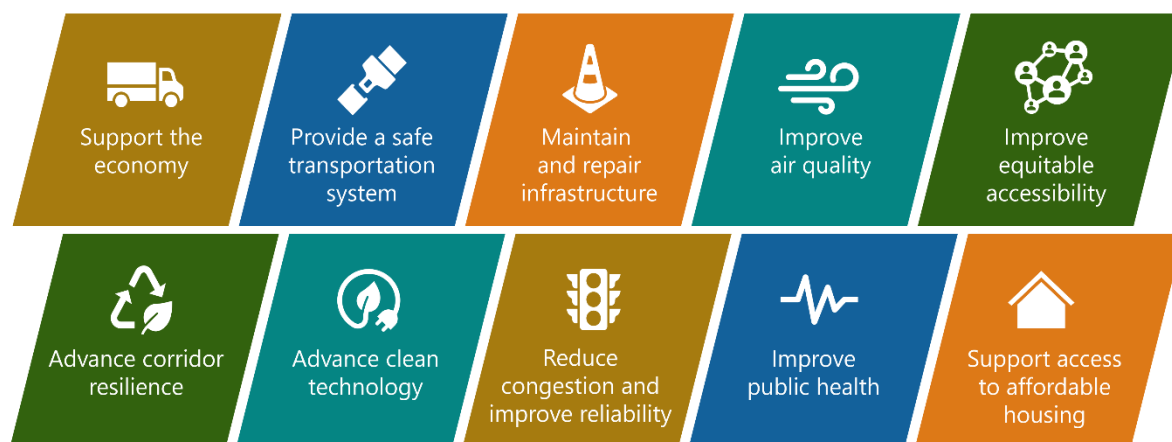 Support the
economy
Provide a safe
transportation
system
Maintain
and repair
infrastructure
Improve
air quality
Improve
equitable
accessibility
Advance corridor
resilience
Advance clean
technology
Reduce
congestion and
improve reliability
Improve
public health
Support access
to affordable
housing